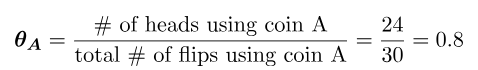 θ_A = # of heads using coin A / total # of flips using coin A = 24 / 30 = 0.8